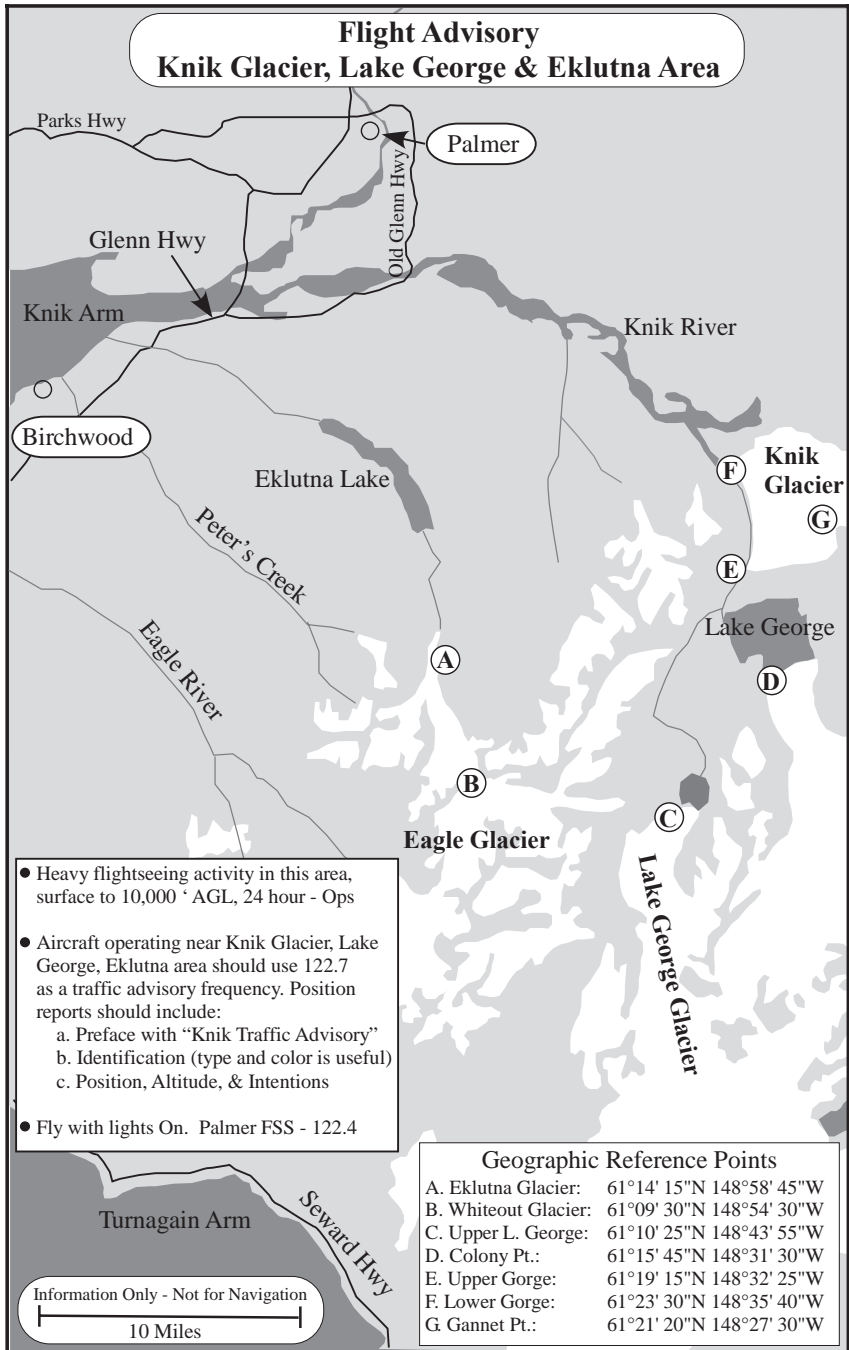 Flight Advisory
Knik Glacier, Lake George & Eklutna Area
Parks Hwy
Palmer
Old Glenn Hwy
Glenn Hwy
Knik Arm
Knik River
Birchwood
Eklutna Lake
F
Knik
Glacier
G
Peter's Creek
E
Lake George
Eagle River
A
D
B
C
Eagle Glacier
Lake George Glacier
● Heavy flightseeing activity in this area,
surface to 10,000 ‘ AGL, 24 hour - Ops
● Aircraft operating near Knik Glacier, Lake
George, Eklutna area should use 122.7
as a traffic advisory frequency. Position
reports should include:
a. Preface with “Knik Traffic Advisory”
b. Identification (type and color is useful)
c. Position, Altitude, & Intentions
● Fly with lights On. Palmer FSS - 122.4
Turnagain Arm
Seward Hwy
Information Only - Not for Navigation
10 Miles
Geographic Reference Points
A. Eklutna Glacier: 61°14' 15"N 148°58' 45"W
B. Whiteout Glacier: 61°09' 30"N 148°54' 30"W
C. Upper L. George: 61°10' 25"N 148°43' 55"W
D. Colony Pt.: 61°15' 45"N 148°31' 30"W
E. Upper Gorge: 61°19' 15"N 148°32' 25"W
F. Lower Gorge: 61°23' 30"N 148°35' 40"W
G. Gannet Pt.: 61°21' 20"N 148°27' 30"W